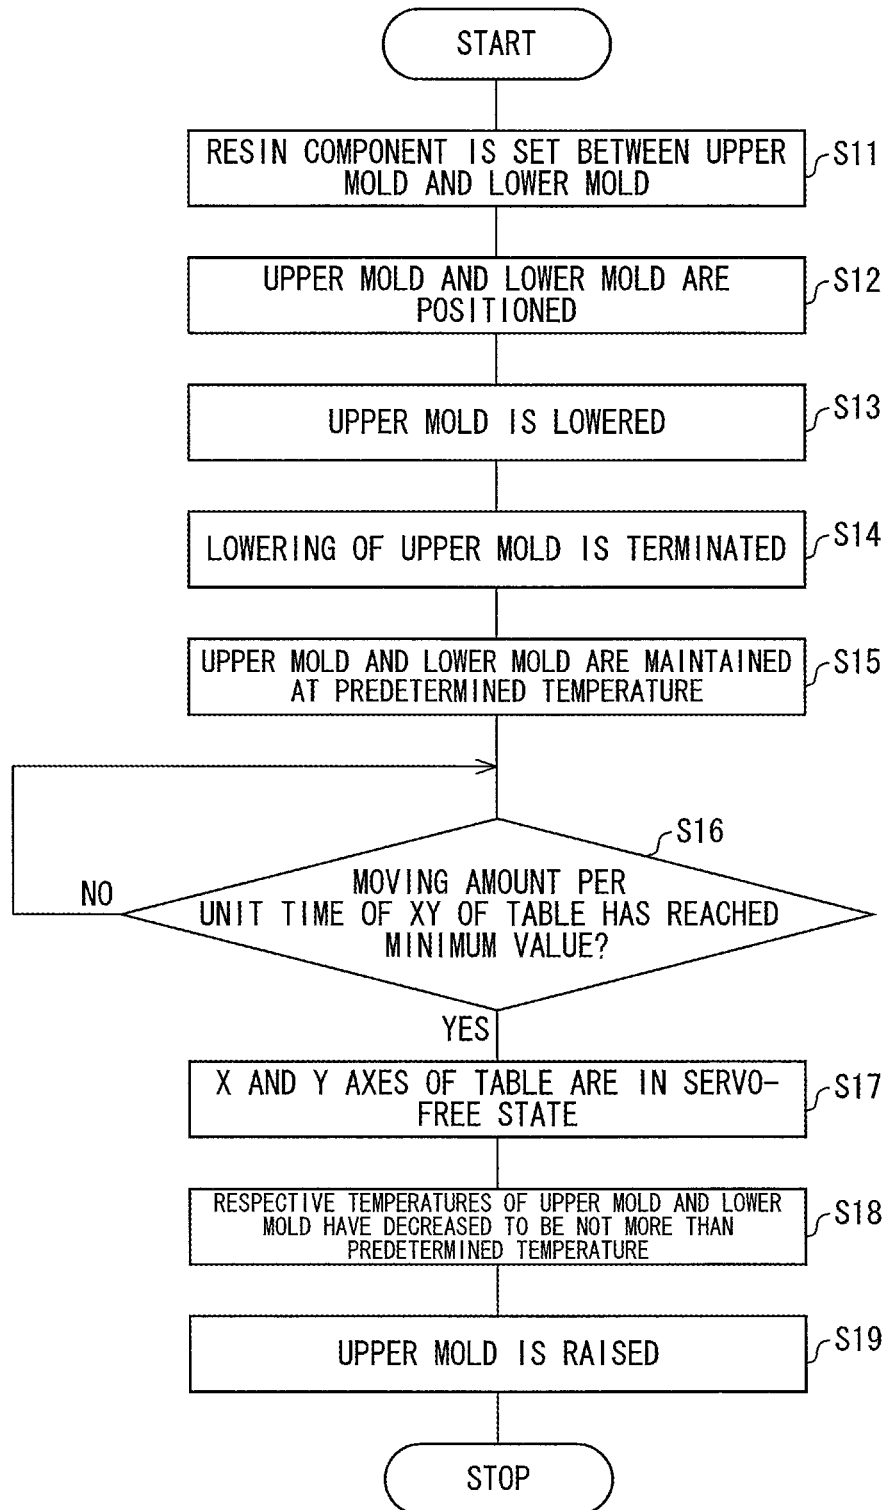 START
RESIN COMPONENT IS SET BETWEEN UPPER
MOLD AND LOWER MOLD
S11
UPPER MOLD AND LOWER MOLD ARE
POSITIONED
S12
UPPER MOLD IS LOWERED
S13
LOWERING OF UPPER MOLD IS TERMINATED
S14
UPPER MOLD AND LOWER MOLD ARE MAINTAINED
AT PREDETERMINED TEMPERATURE
S15
S16
MOVING AMOUNT PER
UNIT TIME OF XY OF TABLE HAS REACHED
MINIMUM VALUE?
NO
YES
X AND Y AXES OF TABLE ARE IN SERVO-
FREE STATE
S17
RESPECTIVE TEMPERATURES OF UPPER MOLD AND LOWER
MOLD HAVE DECREASED TO BE NOT MORE THAN
PREDETERMINED TEMPERATURE
S18
UPPER MOLD IS RAISED
S19
STOP